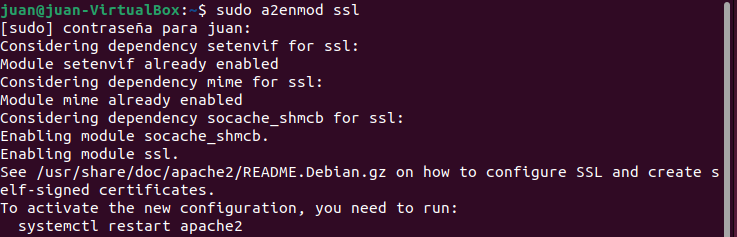 juan@juan-VirtualBox:~$ sudo a2enmod ssl
[sudo] contraseña para juan:
Considering dependency setenvif for ssl:
Module setenvif already enabled
Considering dependency mime for ssl:
Module mime already enabled
Considering dependency socache_shmcb for ssl:
Enabling module socache_shmcb.
Enabling module ssl.
See /usr/share/doc/apache2/README.Debian.gz on how to configure SSL and create s
elf-signed certificates.
To activate the new configuration, you need to run:
  systemctl restart apache2